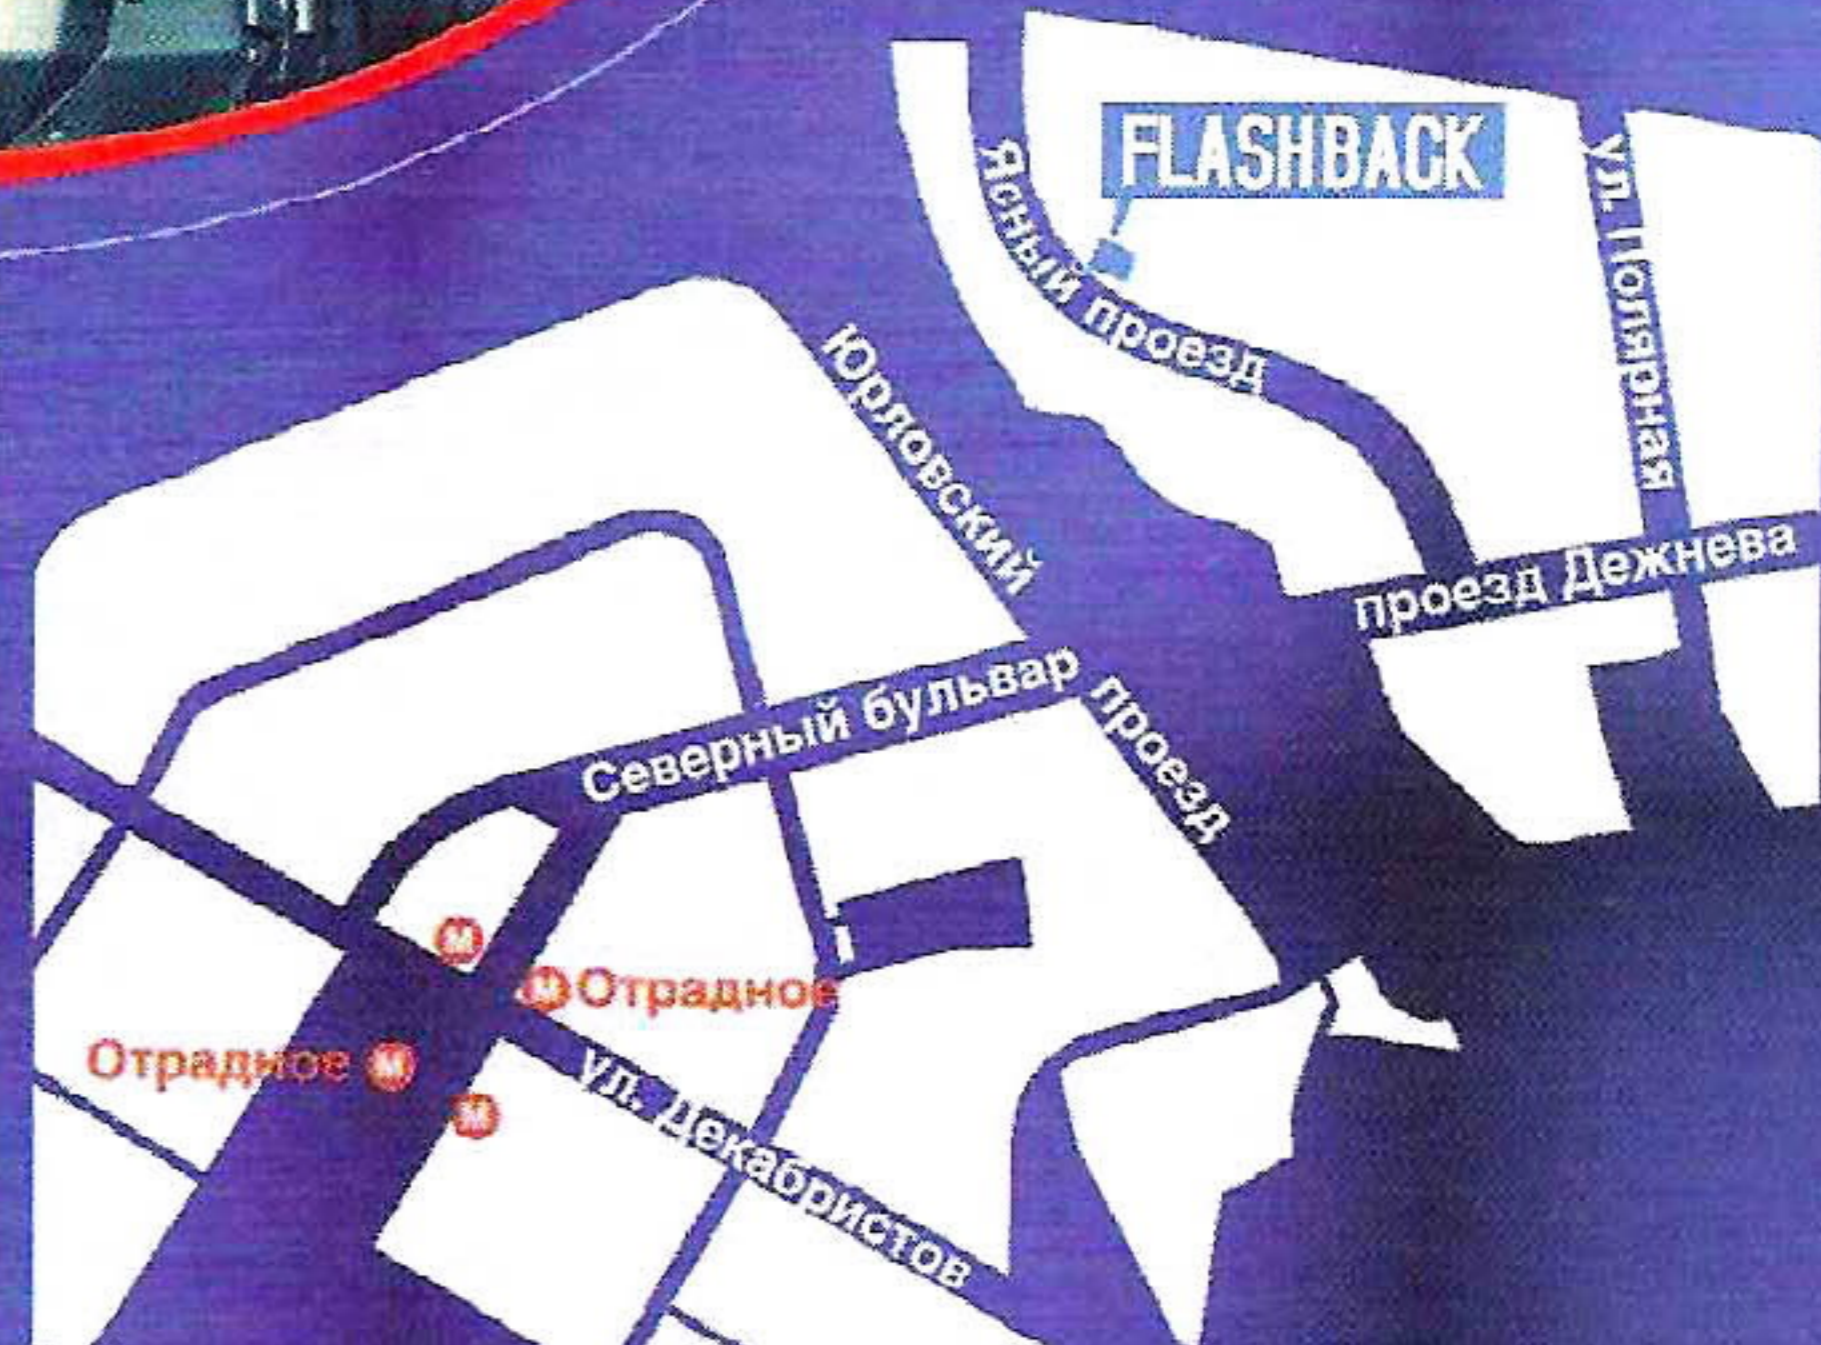 FLASHBACK
Ясный проезд
ул. Полярная
Юрловский проезд
проезд Дежнева
Северный бульвар
М
М Отрадное
Отрадное М
М
ул. Декабристов